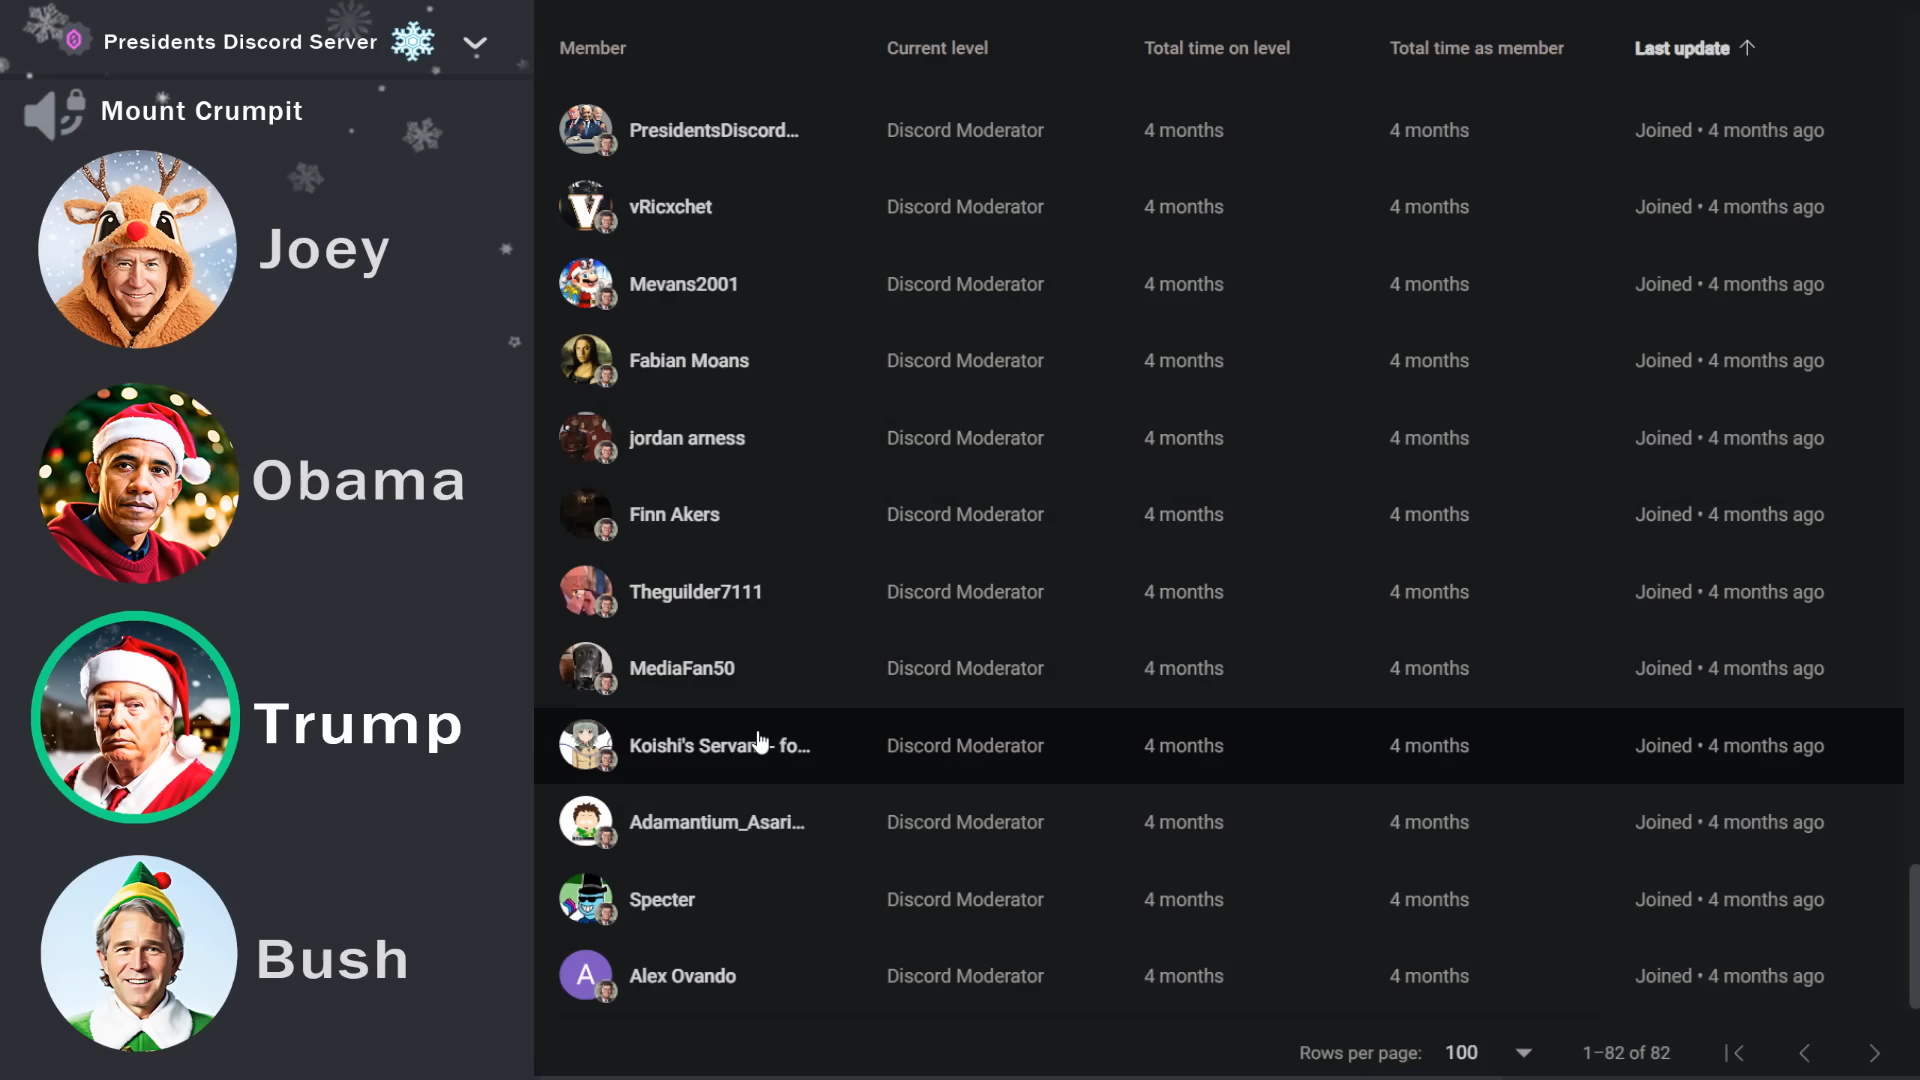 Presidents Discord Server
Mount Crumpit
Joey
Obama
Trump
Bush
Member Current level Total time on level Total time as member Last update
PresidentsDiscord... Discord Moderator 4 months 4 months Joined • 4 months ago
vRicxchet Discord Moderator 4 months 4 months Joined • 4 months ago
Mevans2001 Discord Moderator 4 months 4 months Joined • 4 months ago
Fabian Moans Discord Moderator 4 months 4 months Joined • 4 months ago
jordan arness Discord Moderator 4 months 4 months Joined • 4 months ago
Finn Akers Discord Moderator 4 months 4 months Joined • 4 months ago
Theguilder7111 Discord Moderator 4 months 4 months Joined • 4 months ago
MediaFan50 Discord Moderator 4 months 4 months Joined • 4 months ago
Koishi's Servant - fo... Discord Moderator 4 months 4 months Joined • 4 months ago
Adamantium_Asari... Discord Moderator 4 months 4 months Joined • 4 months ago
Specter Discord Moderator 4 months 4 months Joined • 4 months ago
A Alex Ovando Discord Moderator 4 months 4 months Joined • 4 months ago
Rows per page: 100 1–82 of 82